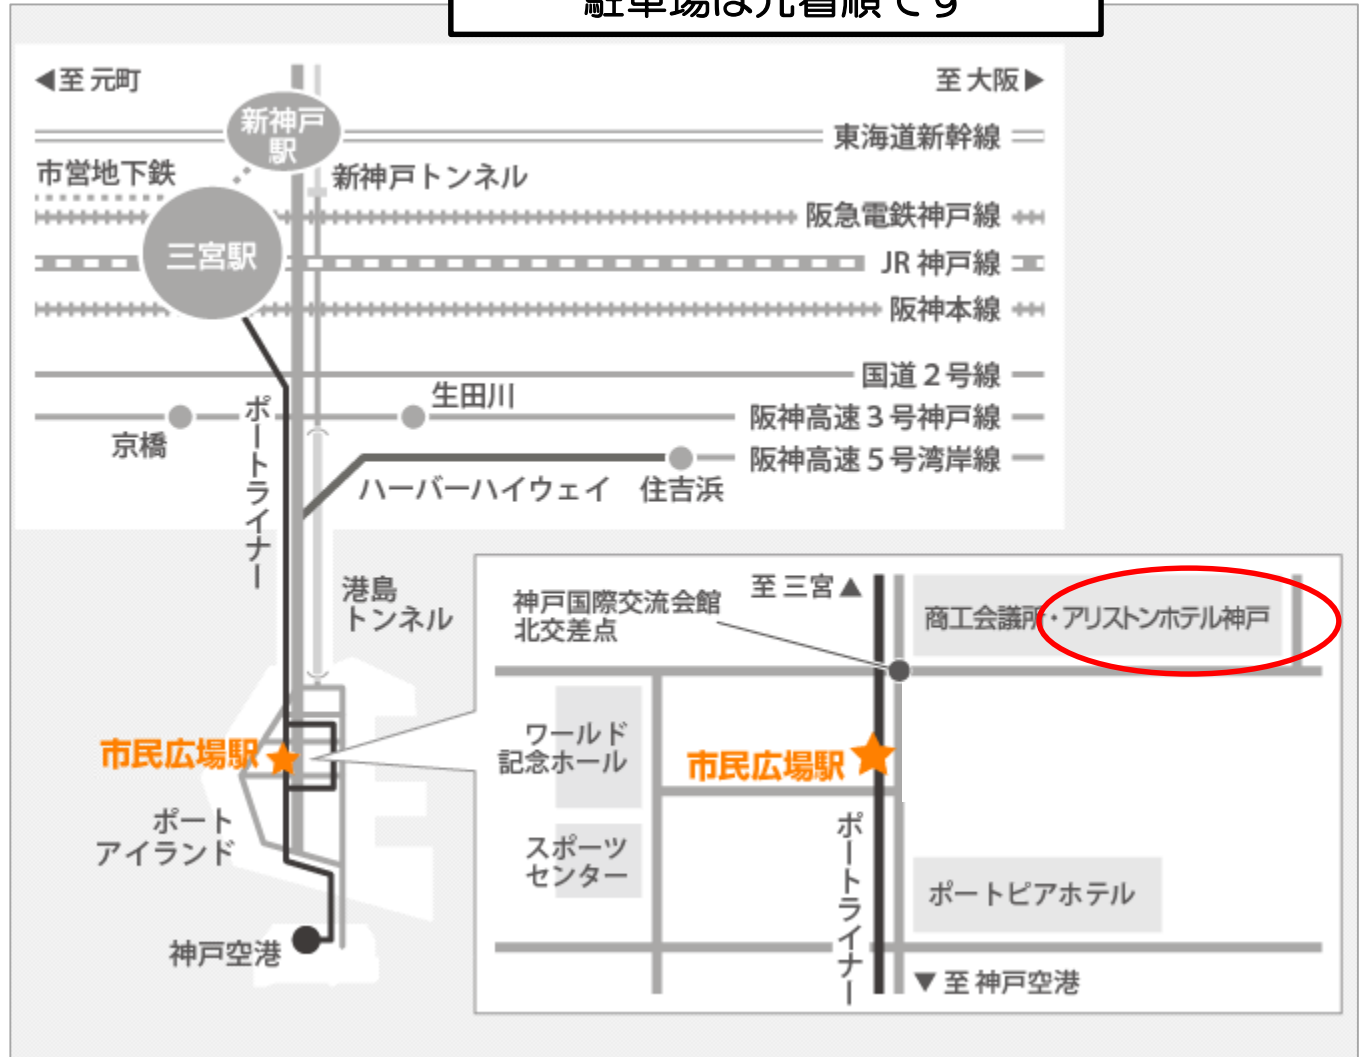 駐車場は先着順です
◀至 元町
至 大阪▶
新神戸
駅
東海道新幹線
市営地下鉄
新神戸トンネル
阪急電鉄神戸線
三宮駅
JR 神戸線
阪神本線
国道 2 号線
生田川
阪神高速 3 号神戸線
京橋
阪神高速 5 号湾岸線
ハーバーハイウェイ
住吉浜
ポートライナー
港島
トンネル
市民広場駅
ポート
アイランド
神戸空港
至 三宮▲
神戸国際交流会館
北交差点
商工会議所・アリストンホテル神戸
ワールド
記念ホール
市民広場駅
スポーツ
センター
ポートライナー
ポートピアホテル
▼ 至 神戸空港